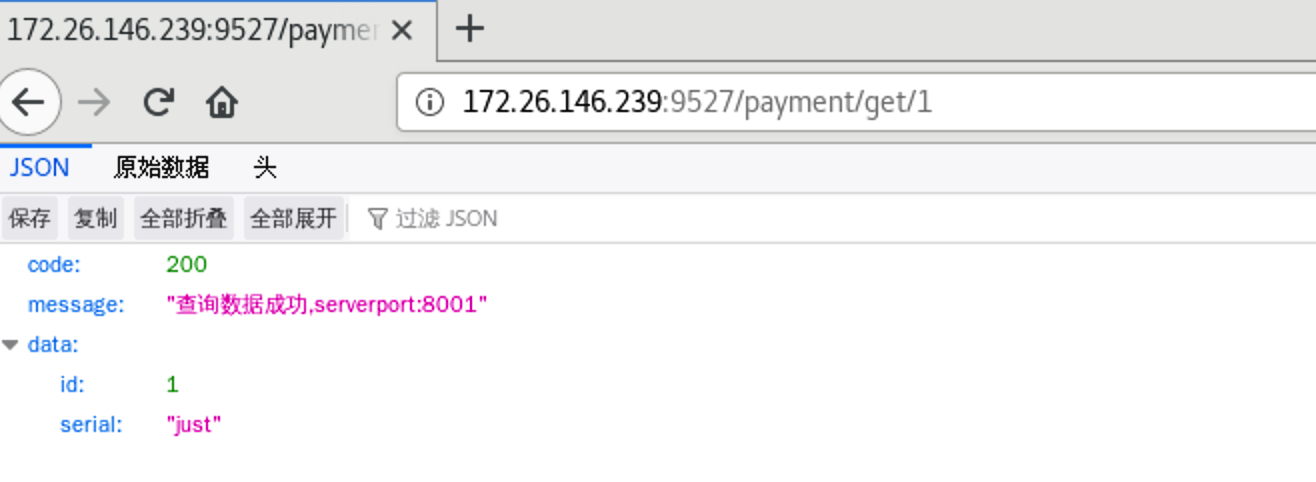 172.26.146.239:9527/paymen
172.26.146.239:9527/payment/get/1
JSON 原始数据 头
保存 复制 全部折叠 全部展开 过滤 JSON
code: 200
message: "查询数据成功,serverport:8001"
data:
id: 1
serial: "just"